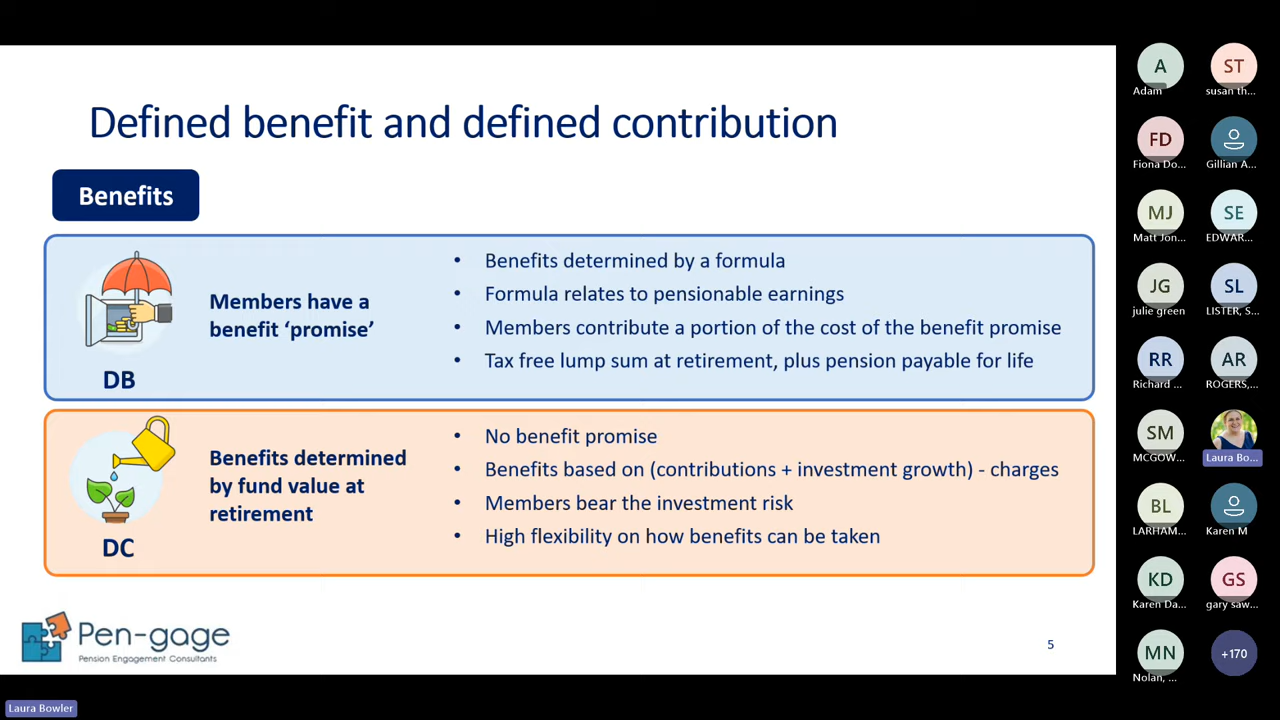 Defined benefit and defined contribution
Benefits
Members have a
benefit ‘promise’
DB
• Benefits determined by a formula
• Formula relates to pensionable earnings
• Members contribute a portion of the cost of the benefit promise
• Tax free lump sum at retirement, plus pension payable for life
Benefits determined
by fund value at
retirement
DC
• No benefit promise
• Benefits based on (contributions + investment growth) - charges
• Members bear the investment risk
• High flexibility on how benefits can be taken
Pen-gage
Pension Engagement Consultants
5
A
Adam
ST
susan th...
FD
Fiona Do...
Gillian A...
MJ
Matt Jon...
SE
EDWAR...
JG
julie green
SL
LISTER, S...
RR
Richard ...
AR
ROGERS,...
SM
MCGOW...
Laura Bo...
BL
LARHAM...
Karen M
KD
Karen Da...
GS
gary saw...
MN
Nolan, ...
+170
Laura Bowler